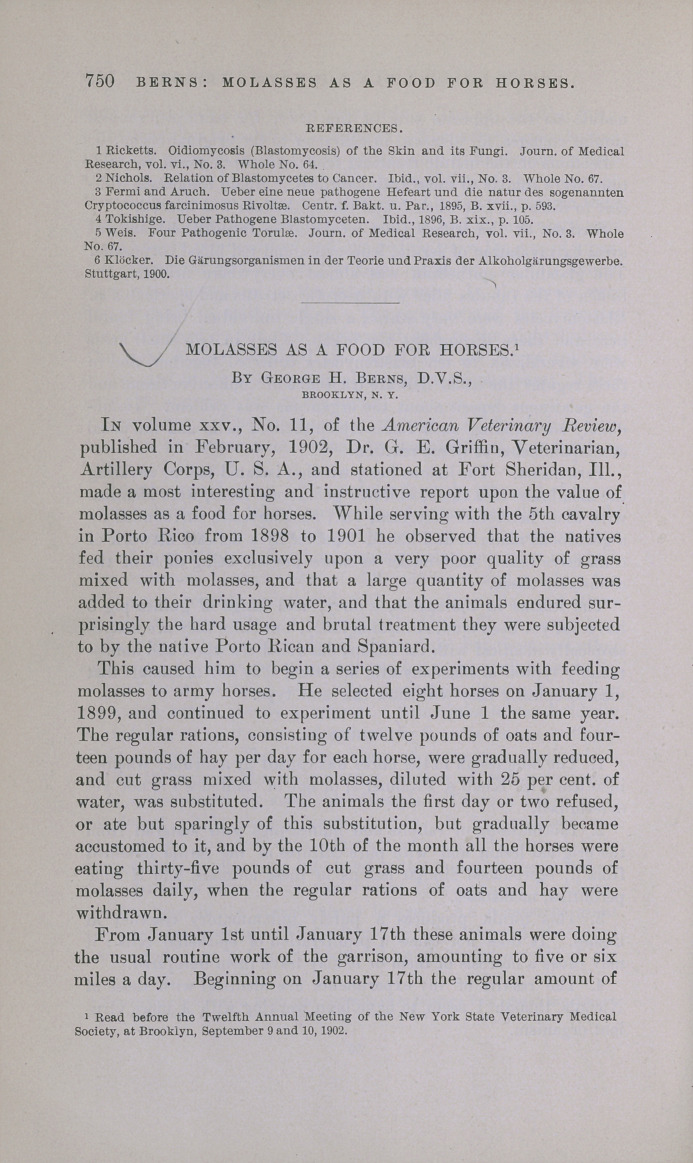 750 BERNS: MOLASSES AS A FOOD FOR HORSES.
REFERENCES.
1 Ricketts. Oidiomycosis (Blastomycosis) of the Skin and its Fungi. Journ. of Medical
Research, vol. vi., No. 3. Whole No. 64.
2 Nichols. Relation of Blastomycetes to Cancer. Ibid., vol. vii., No. 3. Whole No. 67.
3 Fermi and Aruch. Ueber eine neue pathogene Hefeart und die natur des sogenannten
Cryptococcus farcinimosus Rivoltæ. Centr. f. Bakt. u. Par., 1895, B. xvii., p. 593.
4 Tokishige. Ueber Pathogene Blastomyceten. Ibid., 1896, B. xix., p. 105.
5 Weis. Four Pathogenic Torulæ. Journ. of Medical Research, vol. vii., No. 3. Whole
No. 67.
6 Klöcker. Die Gärungsorganismen in der Teorie und Praxis der Alkoholgärungsgewerbe.
Stuttgart, 1900.
MOLASSES AS A FOOD FOR HORSES.¹
BY GEORGE H. BERNS, D.V.S.,
BROOKLYN, N. Y.
IN volume xxv., No. 11, of the American Veterinary Review,
published in February, 1902, Dr. G. E. Griffin, Veterinarian,
Artillery Corps, U. S. A., and stationed at Fort Sheridan, Ill.,
made a most interesting and instructive report upon the value of
molasses as a food for horses. While serving with the 5th cavalry
in Porto Rico from 1898 to 1901 he observed that the natives
fed their ponies exclusively upon a very poor quality of grass
mixed with molasses, and that a large quantity of molasses was
added to their drinking water, and that the animals endured sur-
prisingly the hard usage and brutal treatment they were subjected
to by the native Porto Rican and Spaniard.
This caused him to begin a series of experiments with feeding
molasses to army horses. He selected eight horses on January 1,
1899, and continued to experiment until June 1 the same year.
The regular rations, consisting of twelve pounds of oats and four-
teen pounds of hay per day for each horse, were gradually reduced,
and cut grass mixed with molasses, diluted with 25 per cent. of
water, was substituted. The animals the first day or two refused,
or ate but sparingly of this substitution, but gradually became
accustomed to it, and by the 10th of the month all the horses were
eating thirty-five pounds of cut grass and fourteen pounds of
molasses daily, when the regular rations of oats and hay were
withdrawn.
From January 1st until January 17th these animals were doing
the usual routine work of the garrison, amounting to five or six
miles a day. Beginning on January 17th the regular amount of
¹ Read before the Twelfth Annual Meeting of the New York State Veterinary Medical
Society, at Brooklyn, September 9 and 10, 1902.